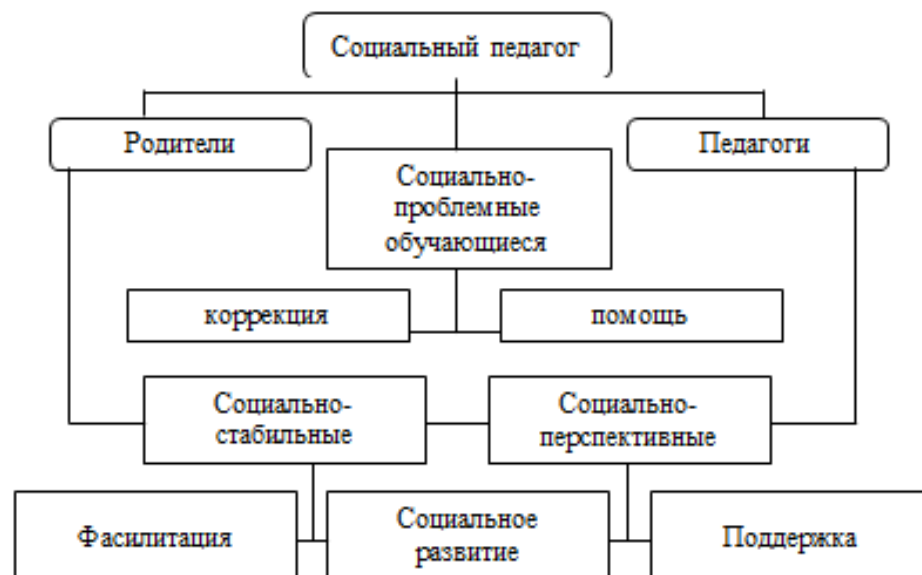 Социальный педагог
Родители
Педагоги
Социально-
проблемные
обучающиеся
коррекция
помощь
Социально-
стабильные
Социально-
перспективные
Фасилитация
Социальное
развитие
Поддержка